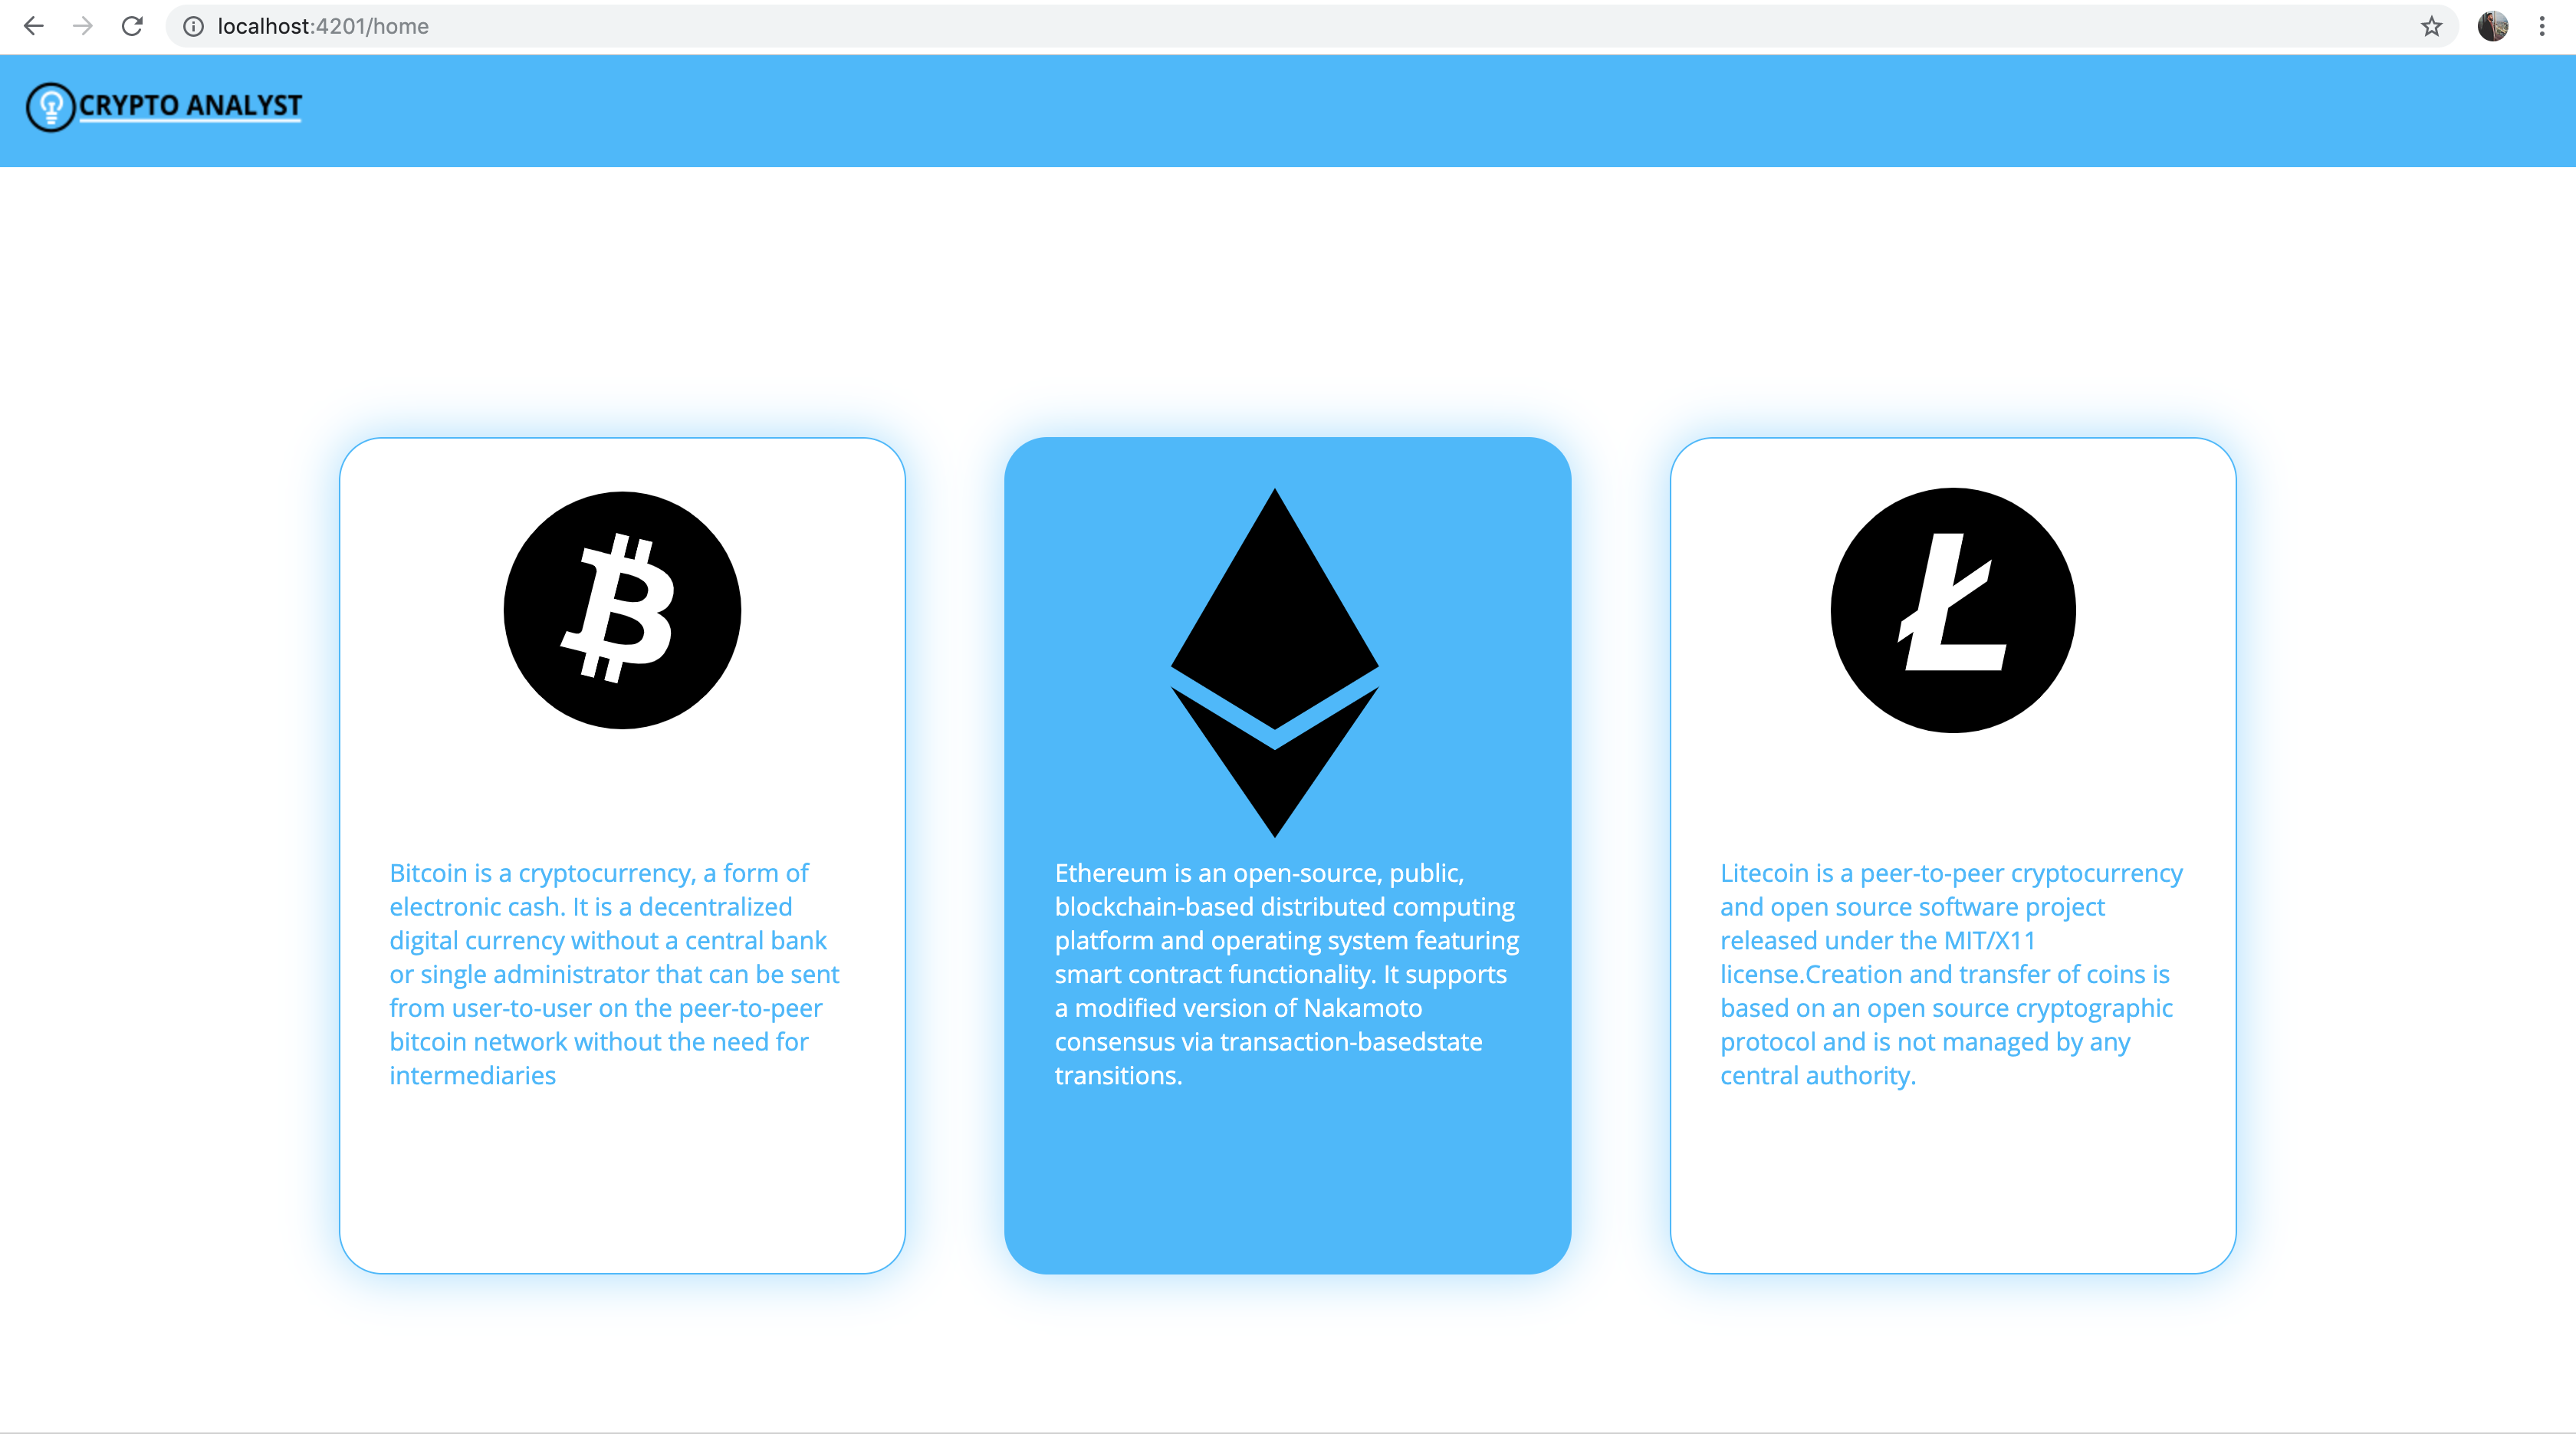 localhost:4201/home
CRYPTO ANALYST
Bitcoin is a cryptocurrency, a form of
electronic cash. It is a decentralized
digital currency without a central bank
or single administrator that can be sent
from user-to-user on the peer-to-peer
bitcoin network without the need for
intermediaries
Ethereum is an open-source, public,
blockchain-based distributed computing
platform and operating system featuring
smart contract functionality. It supports
a modified version of Nakamoto
consensus via transaction-basedstate
transitions.
Litecoin is a peer-to-peer cryptocurrency
and open source software project
released under the MIT/X11
license.Creation and transfer of coins is
based on an open source cryptographic
protocol and is not managed by any
central authority.